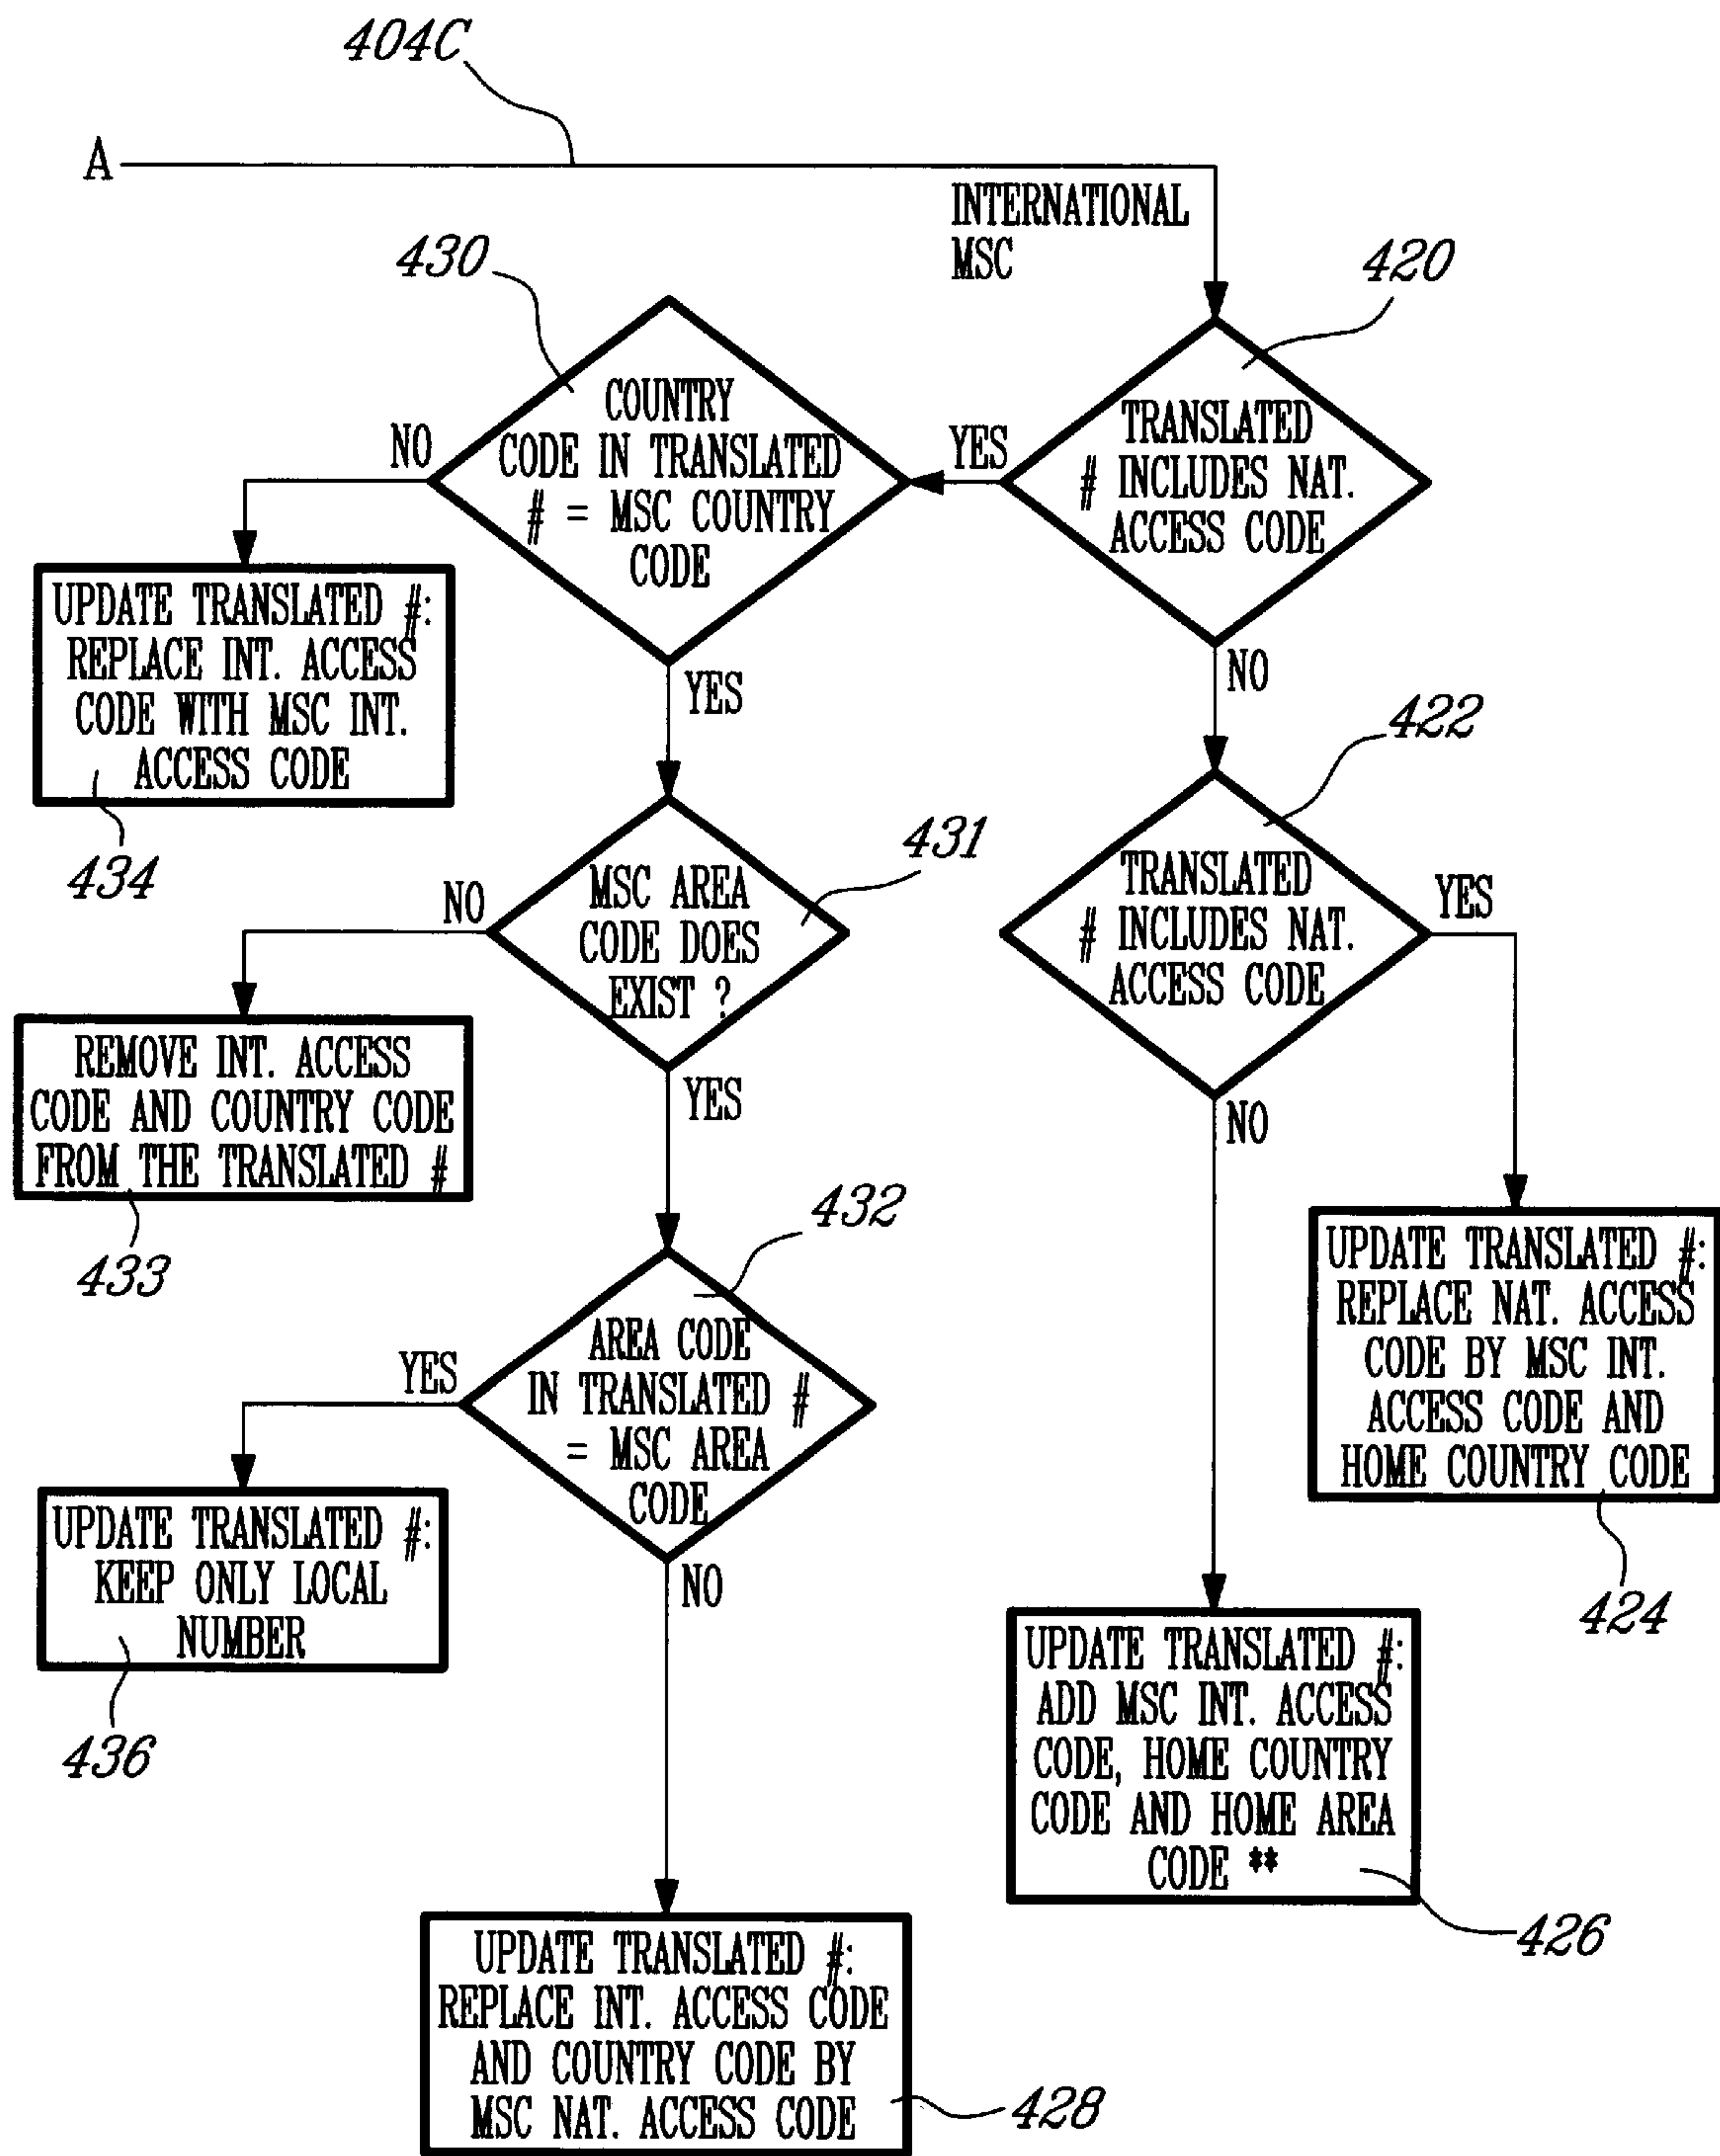 404C
A
INTERNATIONAL
MSC
430
420
COUNTRY
CODE IN TRANSLATED
# = MSC COUNTRY
CODE
NO
YES
TRANSLATED
# INCLUDES NAT.
ACCESS CODE
UPDATE TRANSLATED #:
REPLACE INT. ACCESS
CODE WITH MSC INT.
ACCESS CODE
434
YES
NO
422
431
MSC AREA
CODE DOES
EXIST ?
NO
TRANSLATED
# INCLUDES NAT.
ACCESS CODE
YES
REMOVE INT. ACCESS
CODE AND COUNTRY CODE
FROM THE TRANSLATED #
433
YES
NO
432
AREA CODE
IN TRANSLATED #
= MSC AREA
CODE
YES
UPDATE TRANSLATED #:
REPLACE NAT. ACCESS
CODE BY MSC INT.
ACCESS CODE AND
HOME COUNTRY CODE
424
UPDATE TRANSLATED #:
KEEP ONLY LOCAL
NUMBER
436
NO
UPDATE TRANSLATED #:
ADD MSC INT. ACCESS
CODE, HOME COUNTRY
CODE AND HOME AREA
CODE **
426
UPDATE TRANSLATED #:
REPLACE INT. ACCESS CODE
AND COUNTRY CODE BY
MSC NAT. ACCESS CODE
428